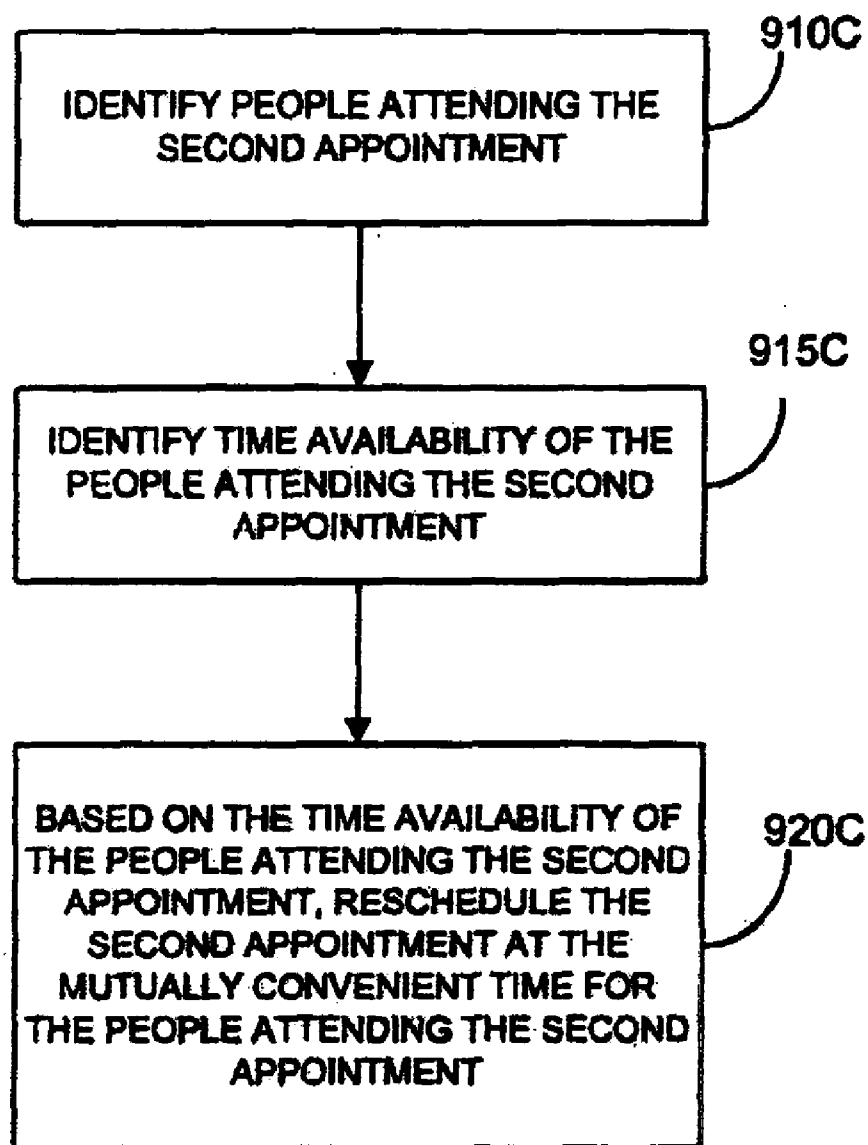 910C
IDENTIFY PEOPLE ATTENDING THE
SECOND APPOINTMENT
915C
IDENTIFY TIME AVAILABILITY OF THE
PEOPLE ATTENDING THE SECOND
APPOINTMENT
920C
BASED ON THE TIME AVAILABILITY OF
THE PEOPLE ATTENDING THE SECOND
APPOINTMENT, RESCHEDULE THE
SECOND APPOINTMENT AT THE
MUTUALLY CONVENIENT TIME FOR
THE PEOPLE ATTENDING THE SECOND
APPOINTMENT